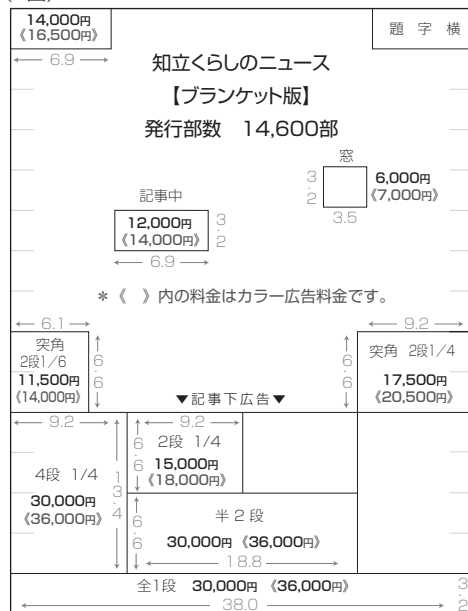 14,000円
《16,500円》
題字横
6.9
知立くらしのニュース
【ブランケット版】
発行部数 14,600部
窓
3.2
6,000円
《7,000円》
3.5
記事中
12,000円
《14,000円》
3.2
6.9
*《 》内の料金はカラー広告料金です。
6.1
9.2
突角
2段1/6
11,500円
《14,000円》
6.6
6.6
突角 2段1/4
17,500円
《20,500円》
▼記事下広告▼
9.2
9.2
4段 1/4
30,000円
《36,000円》
13.4
6.6
2段 1/4
15,000円
《18,000円》
6.6
半2段
30,000円《36,000円》
18.8
全1段 30,000円《36,000円》
38.0
3.2